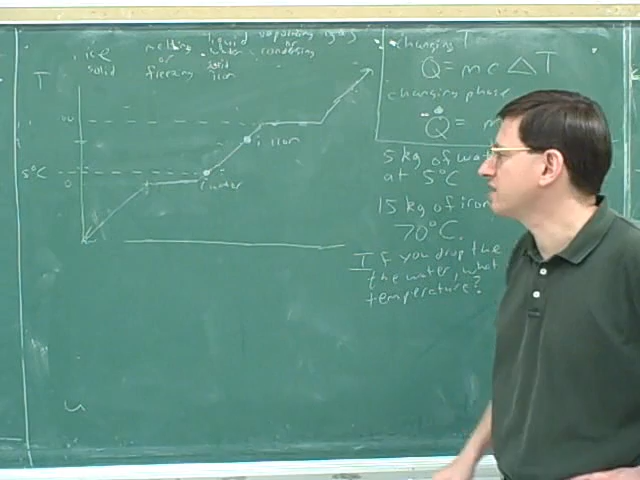 ice
solid
melting
or
freezing
liquid
vaporizing
or
condensing
gas
solid
iron
T
100
5°C
0
i iron
i water
changing T
Q = mc△T
changing phase
Q = m
5 kg of wat
at 5°C
15 kg of iron
70°C.
If you drop the
the water, what
temperature?